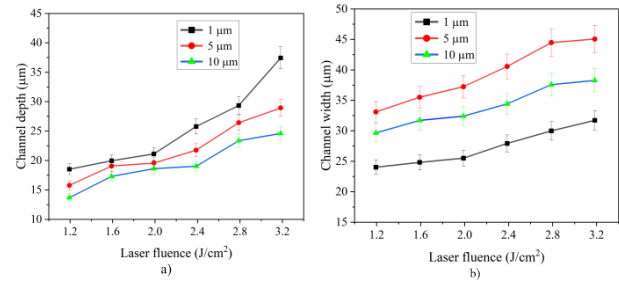 45
40
35
30
25
20
15
10
Channel depth (μm)
1 μm
5 μm
10 μm
1.2 1.6 2.0 2.4 2.8 3.2
Laser fluence (J/cm²)
a)
50
45
40
35
30
25
20
15
Channel width (μm)
1 μm
5 μm
10 μm
1.2 1.6 2.0 2.4 2.8 3.2
Laser fluence (J/cm²)
b)